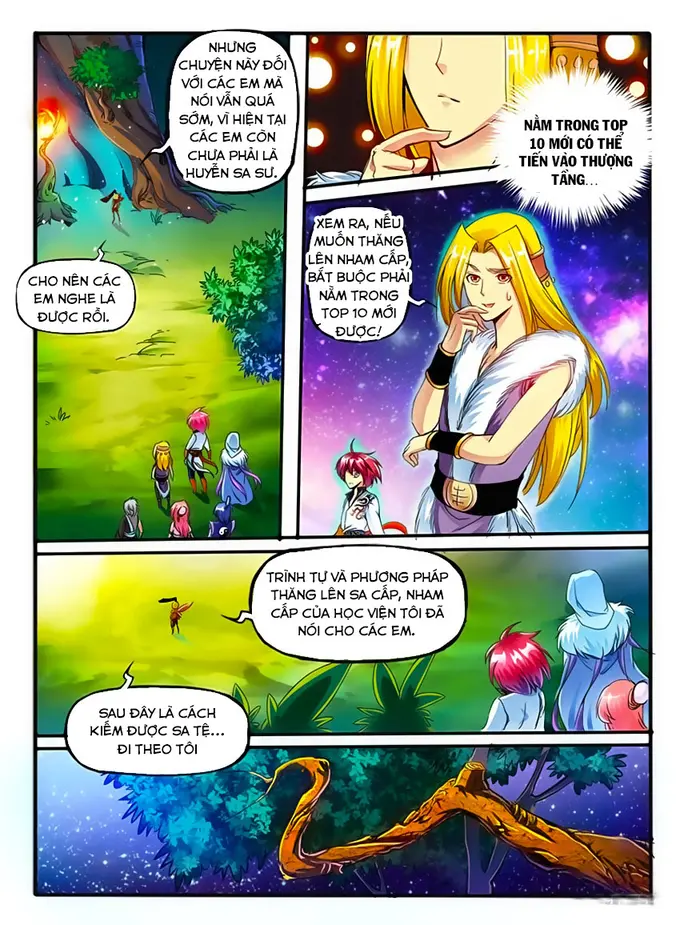 NHƯNG
CHUYỆN NÀY ĐỐI
VỚI CÁC EM MÀ
NÓI VẪN QUÁ
SỚM, VÌ HIỆN TẠI
CÁC EM CÒN
CHƯA PHẢI LÀ
HUYỄN SA SƯ.
CHO NÊN CÁC
EM NGHE LÀ
ĐƯỢC RỒI.
NẰM TRONG TOP
10 MỚI CÓ THỂ
TIẾN VÀO THƯỢNG
TẦNG...
XEM RA, NẾU
MUỐN THĂNG
LÊN NHAM CẤP,
BẮT BUỘC PHẢI
NẰM TRONG
TOP 10 MỚI
ĐƯỢC!
TRÌNH TỰ VÀ PHƯƠNG PHÁP
THĂNG LÊN SA CẤP, NHAM
CẤP CỦA HỌC VIỆN TÔI ĐÃ
NÓI CHO CÁC EM.
SAU ĐÂY LÀ CÁCH
KIẾM ĐƯỢC SA TỆ...
ĐI THEO TÔI